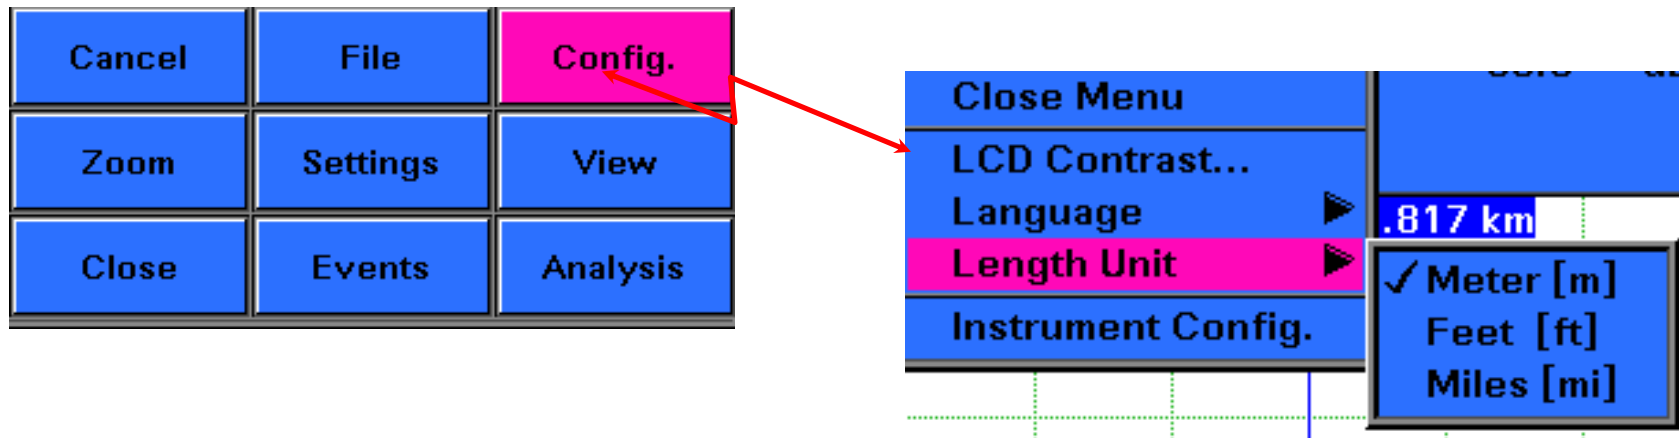 Cancel File Config.
Zoom Settings View
Close Events Analysis
Close Menu
LCD Contrast...
Language
.817 km
Length Unit
✓ Meter [m]
Feet [ft]
Miles [mi]
Instrument Config.